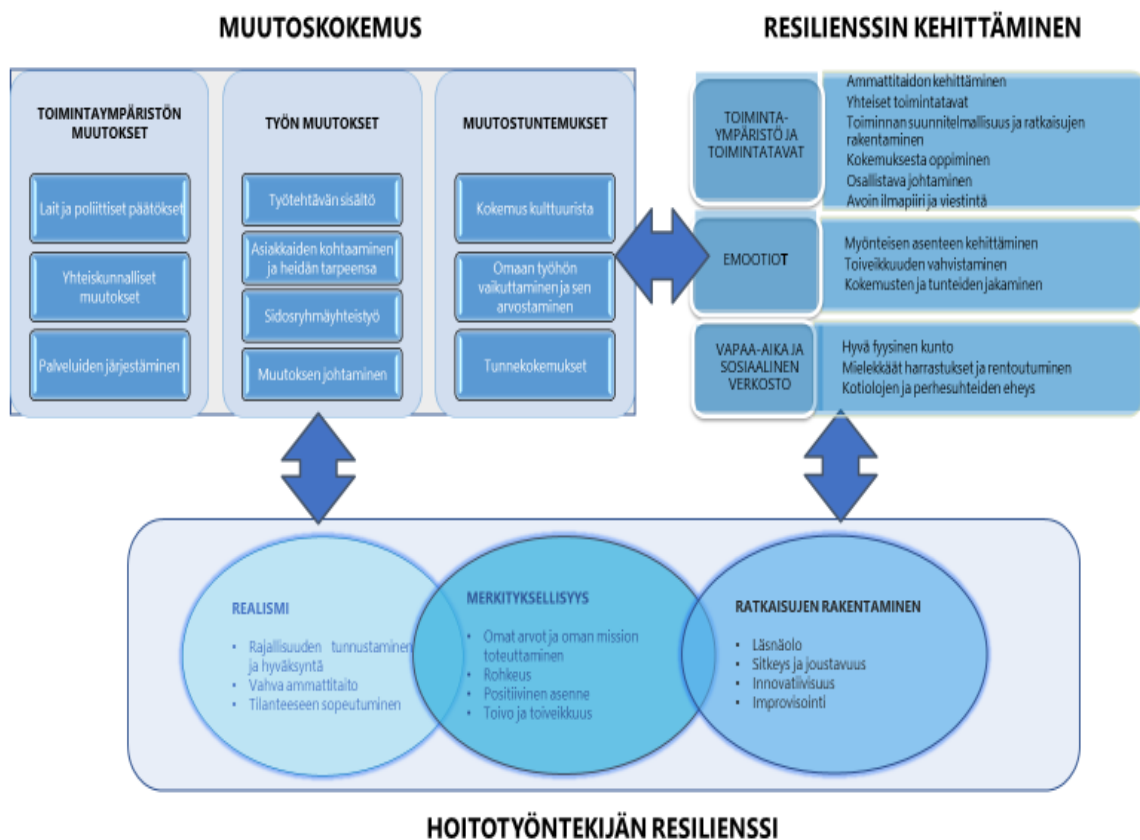 MUUTOSKOKEMUS
TOIMINTAYMPÄRISTÖN
MUUTOKSET
Lait ja poliittiset päätökset
Yhteiskunnalliset
muutokset
Palveluiden järjestäminen
TYÖN MUUTOKSET
Työtehtävän sisältö
Asiakkaiden kohtaaminen
ja heidän tarpeensa
Sidosryhmäyhteistyö
Muutoksen johtaminen
MUUTOSTUNTEMUKSET
Kokemus kulttuurista
Omaan työhön
vaikuttaminen ja sen
arvostaminen
Tunnekokemukset
RESILIENSSIN KEHITTÄMINEN
TOIMINTA-
YMPÄRISTÖ JA
TOIMINTATAVAT
Ammattitaidon kehittäminen
Yhteiset toimintatavat
Toiminnan suunnitelmallisuus ja ratkaisujen
rakentaminen
Kokemuksesta oppiminen
Osallistava johtaminen
Avoin ilmapiiri ja viestintä
EMOOTIOT
Myönteisen asenteen kehittäminen
Toiveikkuuden vahvistaminen
Kokemusten ja tunteiden jakaminen
VAPAA-AIKA JA
SOSIAALINEN
VERKOSTO
Hyvä fyysinen kunto
Mielekkäät harrastukset ja rentoutuminen
Kotiolojen ja perhesuhteiden eheys
REALISMI
• Rajallisuuden tunnustaminen
ja hyväksyntä
• Vahva ammattitaito
• Tilanteeseen sopeutuminen
MERKITYKSELLISYYS
• Omat arvot ja oman mission
toteuttaminen
• Rohkeus
• Positiivinen asenne
• Toivo ja toiveikkuus
RATKAISUJEN RAKENTAMINEN
• Läsnäolo
• Sitkeys ja joustavuus
• Innovatiivisuus
• Improvisointi
HOITOTYÖNTEKIJÄN RESILIENSSI